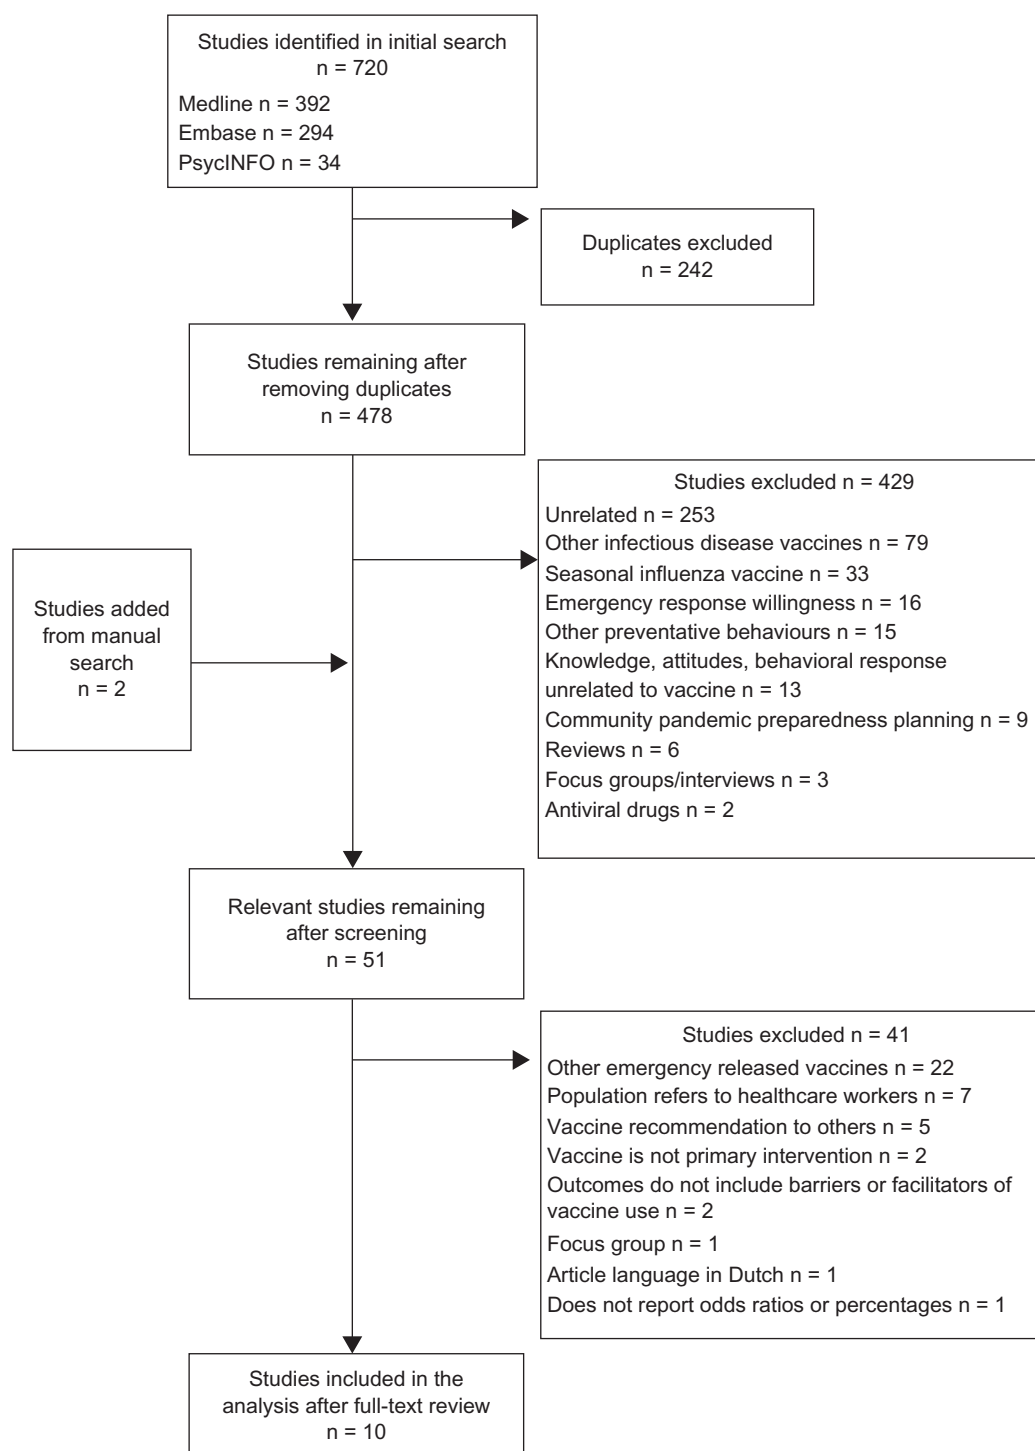 Studies identified in initial search
n = 720
Medline n = 392
Embase n = 294
PsycINFO n = 34
Duplicates excluded
n = 242
Studies remaining after
removing duplicates
n = 478
Studies excluded n = 429
Unrelated n = 253
Other infectious disease vaccines n = 79
Seasonal influenza vaccine n = 33
Emergency response willingness n = 16
Other preventative behaviours n = 15
Knowledge, attitudes, behavioral response
unrelated to vaccine n = 13
Community pandemic preparedness planning n = 9
Reviews n = 6
Focus groups/interviews n = 3
Antiviral drugs n = 2
Studies added
from manual
search
n = 2
Relevant studies remaining
after screening
n = 51
Studies excluded n = 41
Other emergency released vaccines n = 22
Population refers to healthcare workers n = 7
Vaccine recommendation to others n = 5
Vaccine is not primary intervention n = 2
Outcomes do not include barriers or facilitators of
vaccine use n = 2
Focus group n = 1
Article language in Dutch n = 1
Does not report odds ratios or percentages n = 1
Studies included in the
analysis after full-text review
n = 10